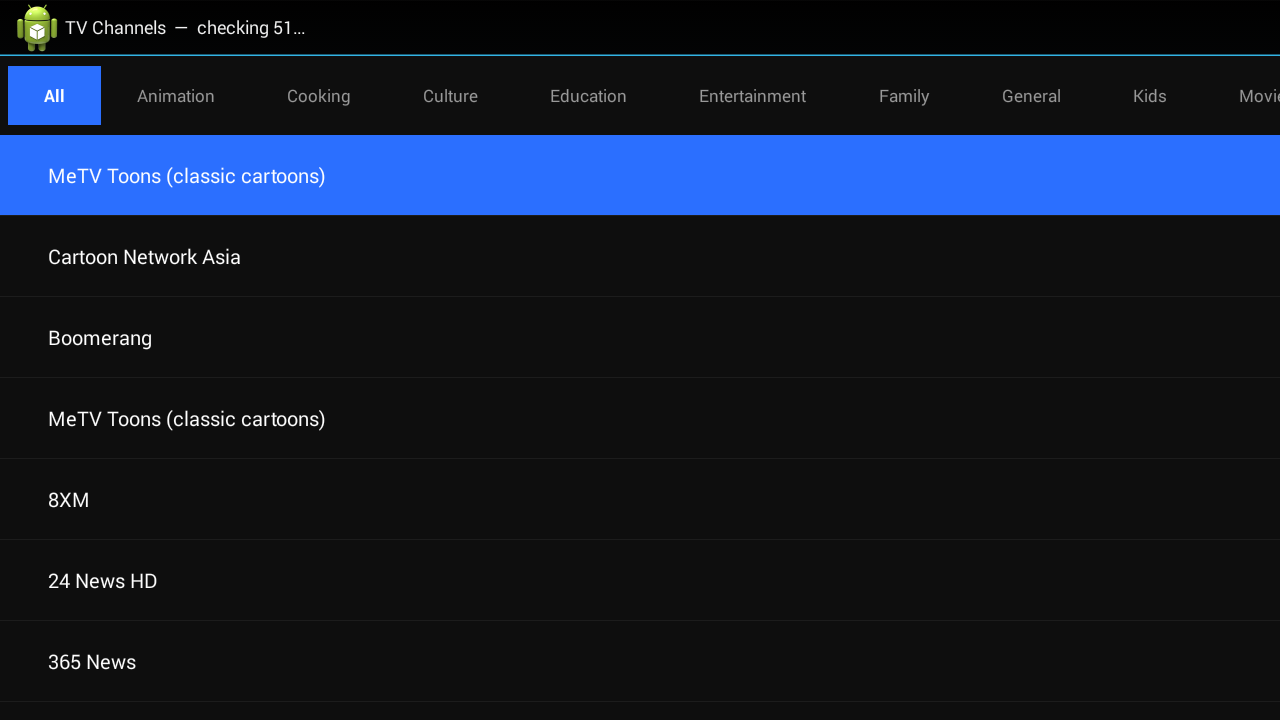 TV Channels — checking 51...
All Animation Cooking Culture Education Entertainment Family General Kids Movie
MeTV Toons (classic cartoons)
Cartoon Network Asia
Boomerang
MeTV Toons (classic cartoons)
8XM
24 News HD
365 News